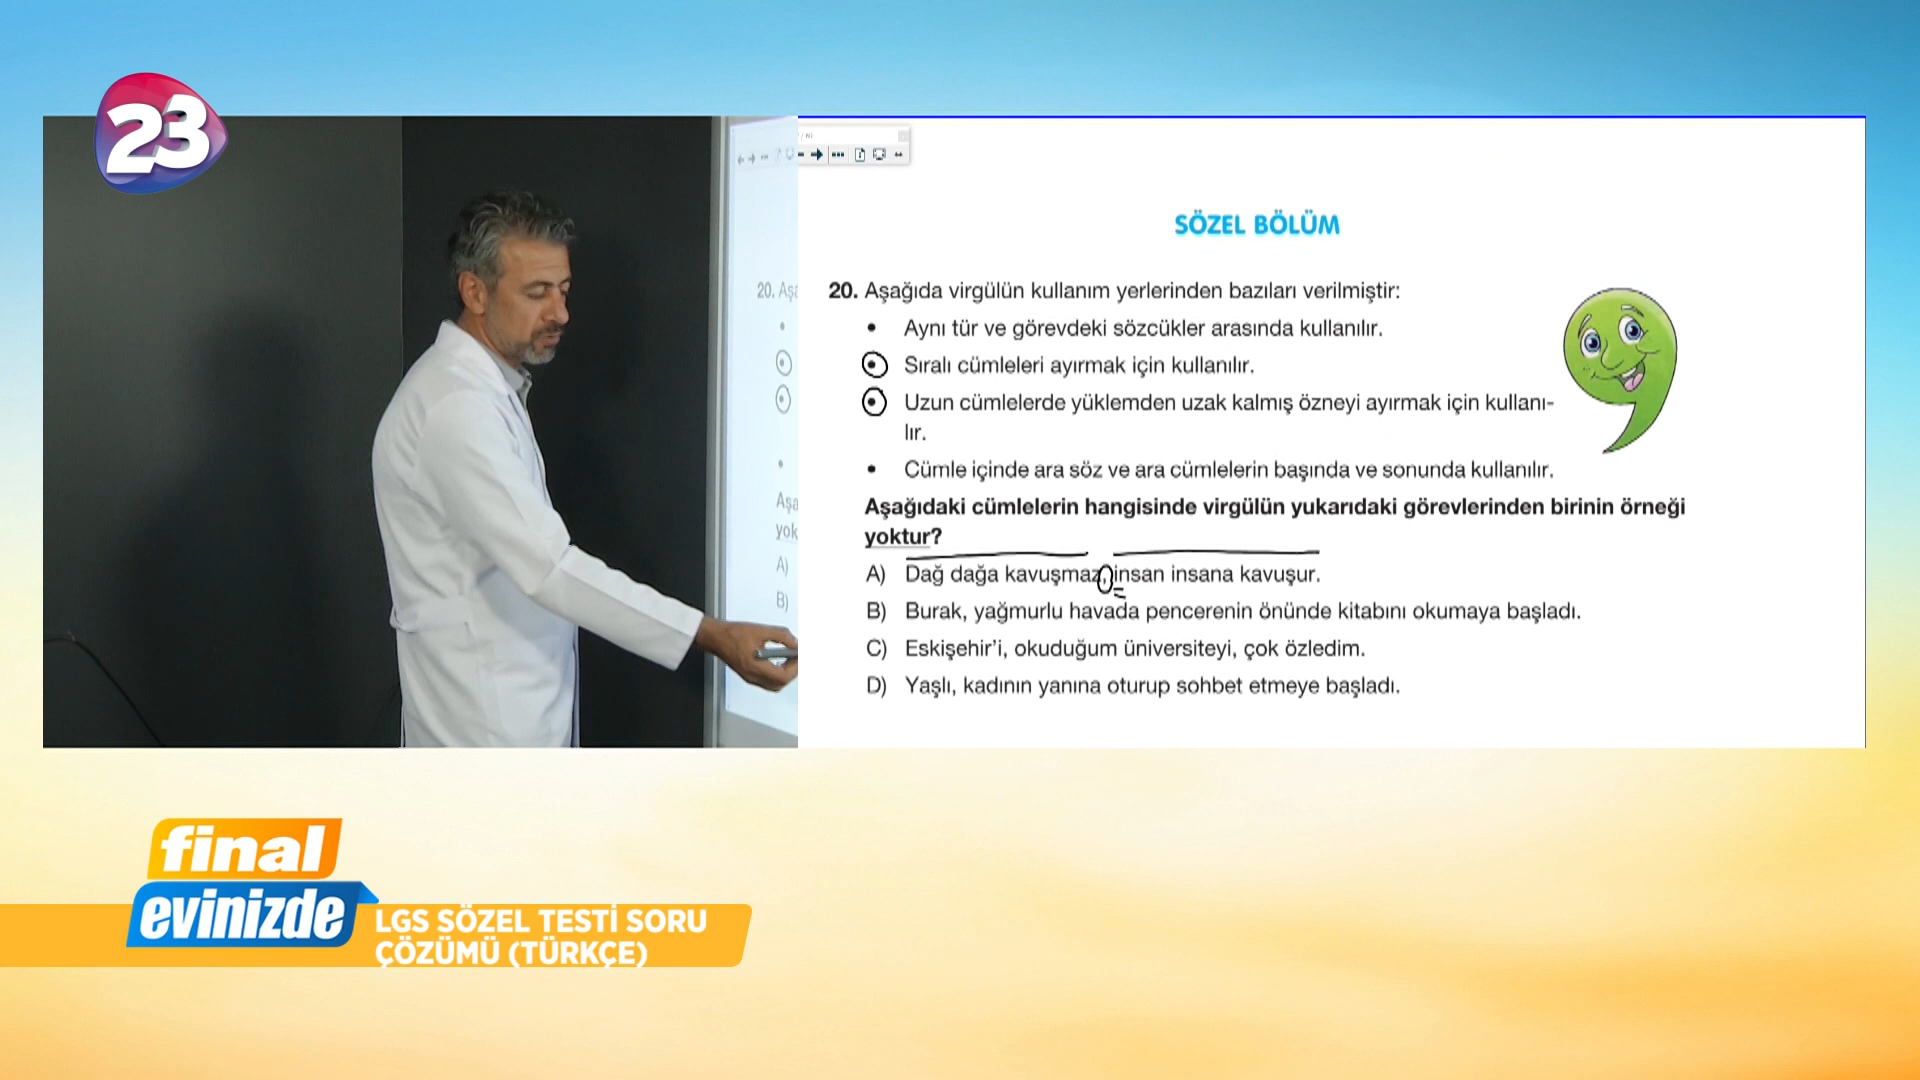 23
SÖZEL BÖLÜM
20. Aşa
20. Aşağıda virgülün kullanım yerlerinden bazıları verilmiştir:
• Aynı tür ve görevdeki sözcükler arasında kullanılır.
• Sıralı cümleleri ayırmak için kullanılır.
• Uzun cümlelerde yüklemden uzak kalmış özneyi ayırmak için kullanı-
lır.
• Cümle içinde ara söz ve ara cümlelerin başında ve sonunda kullanılır.
Aşa
yok
A)
B)
Aşağıdaki cümlelerin hangisinde virgülün yukarıdaki görevlerinden birinin örneği
yoktur?
A) Dağ dağa kavuşmaz, insan insana kavuşur.
B) Burak, yağmurlu havada pencerenin önünde kitabını okumaya başladı.
C) Eskişehir'i, okuduğum üniversiteyi, çok özledim.
D) Yaşlı, kadının yanına oturup sohbet etmeye başladı.
final
evinizde
LGS SÖZEL TESTİ SORU
ÇÖZÜMÜ (TÜRKÇE)